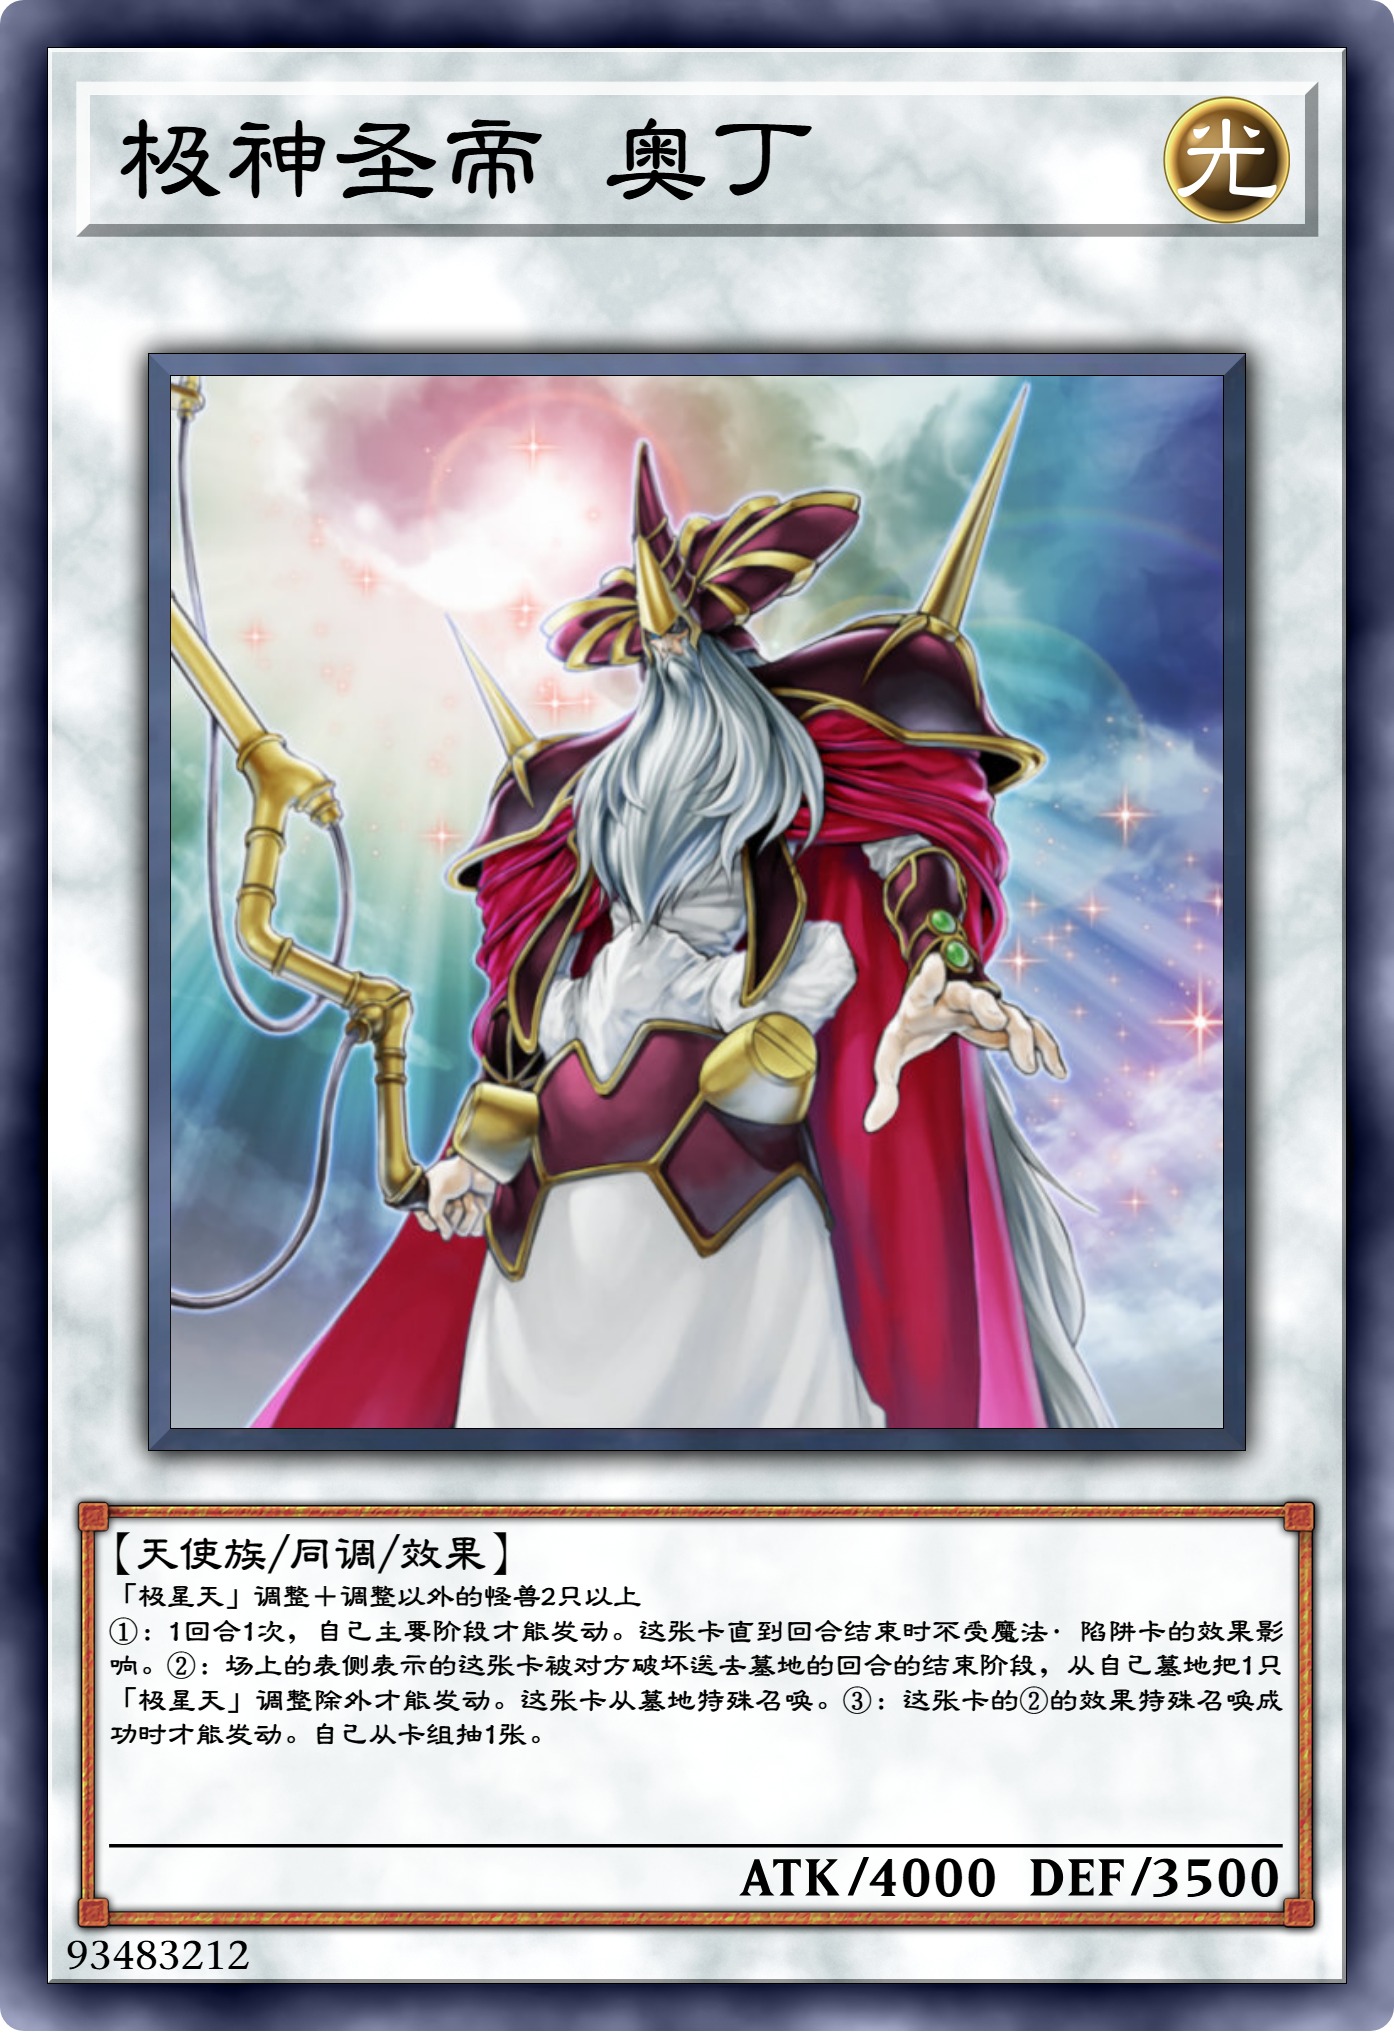 极神圣帝 奥丁
光
【天使族/同调/效果】
「极星天」调整＋调整以外的怪兽2只以上
①：1回合1次，自己主要阶段才能发动。这张卡直到回合结束时不受魔法·陷阱卡的效果影
响。②：场上的表侧表示的这张卡被对方破坏送去墓地的回合的结束阶段，从自己墓地把1只
「极星天」调整除外才能发动。这张卡从墓地特殊召唤。③：这张卡的②的效果特殊召唤成
功时才能发动。自己从卡组抽1张。
ATK/4000 DEF/3500
93483212